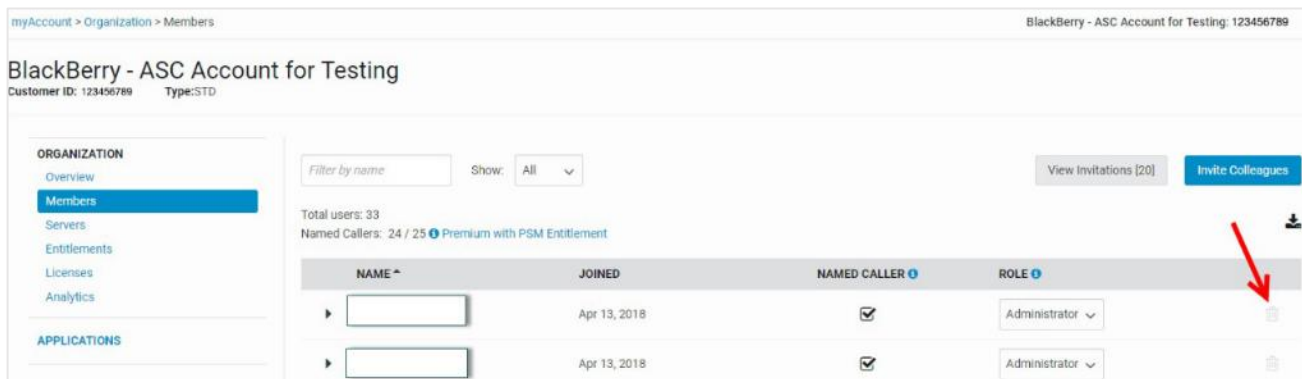 myAccount > Organization > Members
BlackBerry - ASC Account for Testing: 123456789
BlackBerry - ASC Account for Testing
Customer ID: 123456789 Type:STD
ORGANIZATION
Overview
Members
Servers
Entitlements
Licenses
Analytics
APPLICATIONS
Filter by name Show: All View Invitations [20] Invite Colleagues
Total users: 33
Named Callers: 24 / 25 Premium with PSM Entitlement
NAME JOINED NAMED CALLER ROLE
Apr 13, 2018 Administrator
Apr 13, 2018 Administrator